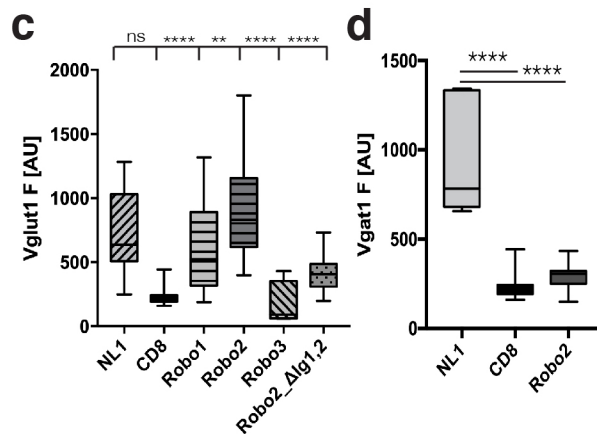 c
ns **** ** **** ****
2000
1500
1000
500
0
Vglut1 F [AU]
NL1
CD8
Robo1
Robo2
Robo3
Robo2_ΔIg1,2
d
****
****
1500
1000
500
0
Vgat1 F [AU]
NL1
CD8
Robo2